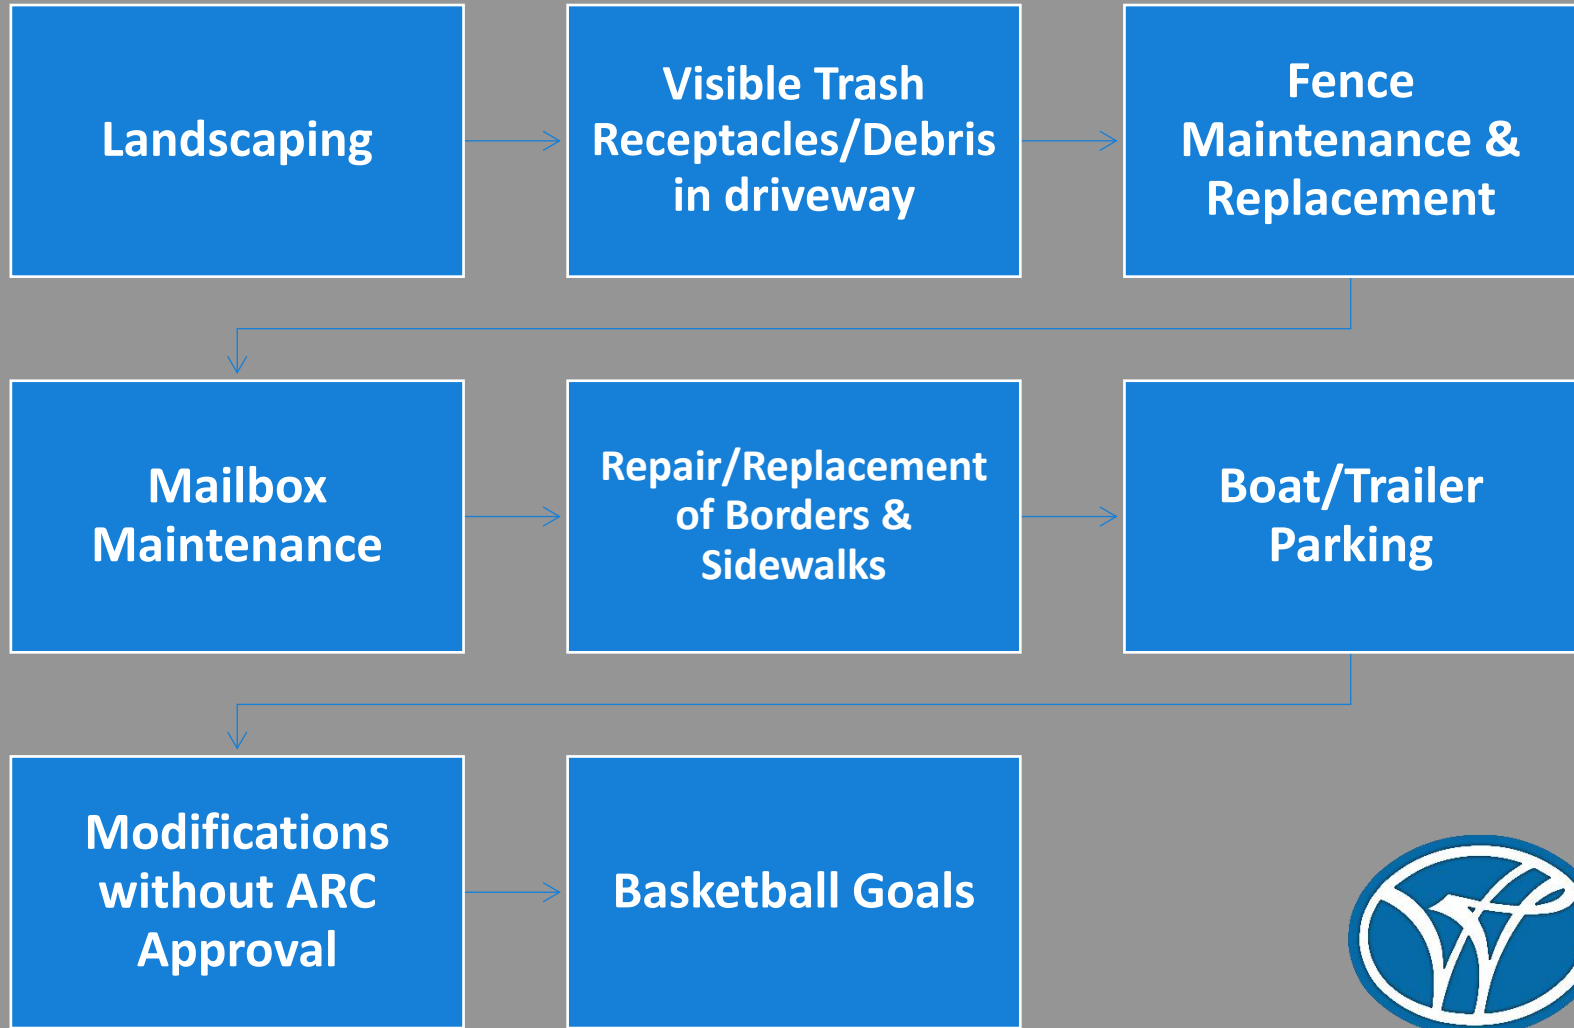 Landscaping
Visible Trash
Receptacles/Debris
in driveway
Fence
Maintenance &
Replacement
Mailbox
Maintenance
Repair/Replacement
of Borders &
Sidewalks
Boat/Trailer
Parking
Modifications
without ARC
Approval
Basketball Goals